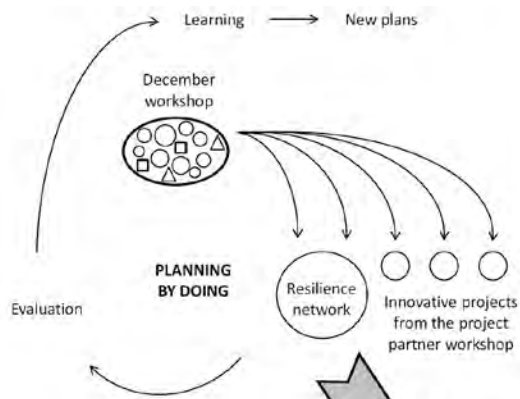 Learning
New plans
December
workshop
PLANNING
BY DOING
Resilience
network
Evaluation
Innovative projects
from the project
partner workshop